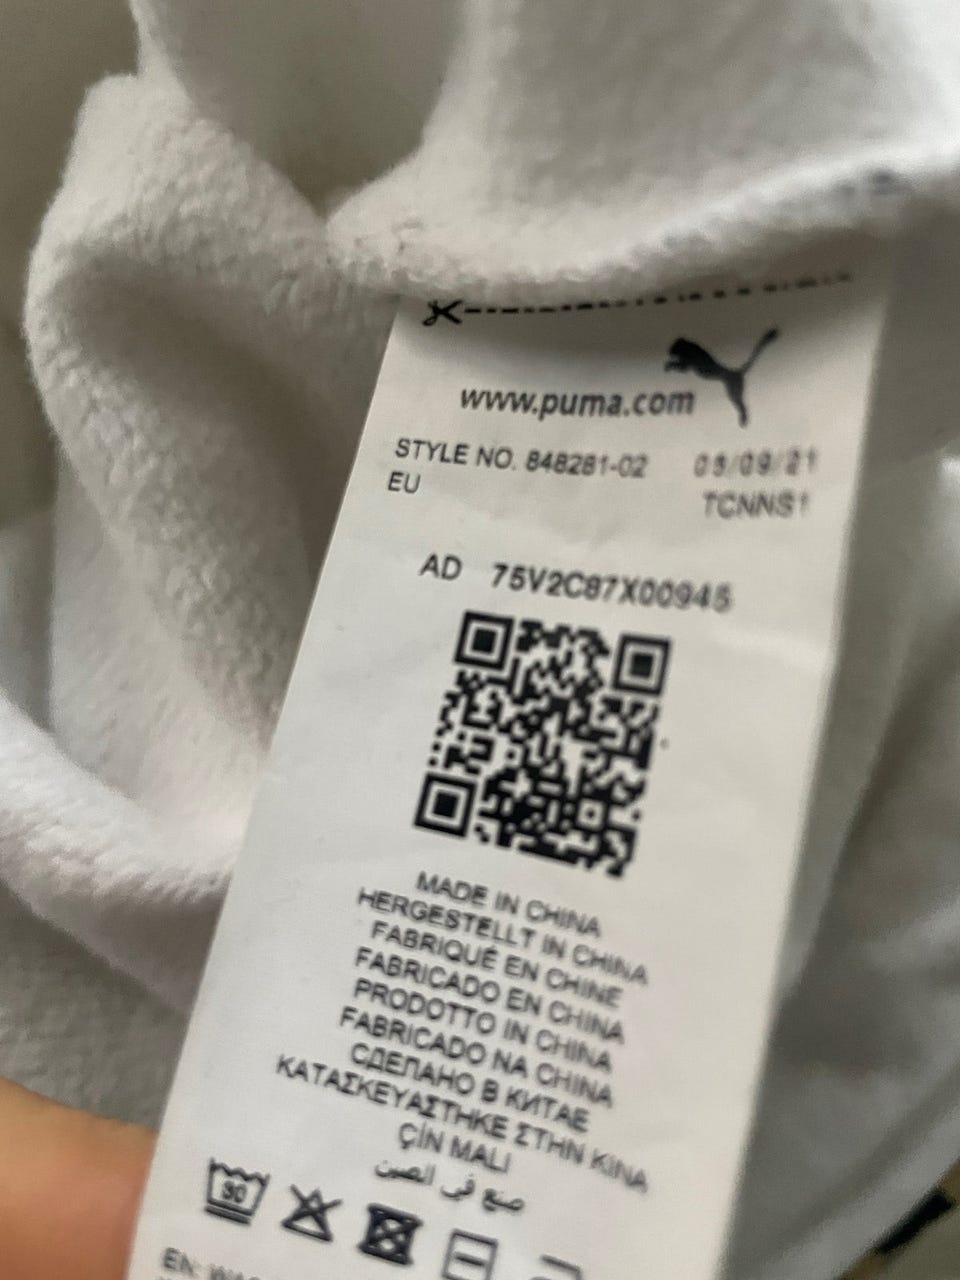 www.puma.com
STYLE NO. 848281-02
EU TCNNS1
AD 75V2C87X00945
MADE IN CHINA
HERGESTELLT IN CHINA
FABRIQUÉ EN CHINE
FABRICADO EN CHINA
PRODOTTO IN CHINA
FABRICADO NA CHINA
СДЕЛАНО В КИТАЕ
ΚΑΤΑΣΚΕΥΑΣΤΗΚΕ ΣΤΗΝ ΚΙΝΑ
ÇİN MALI
صنع في الصين
30
EN: